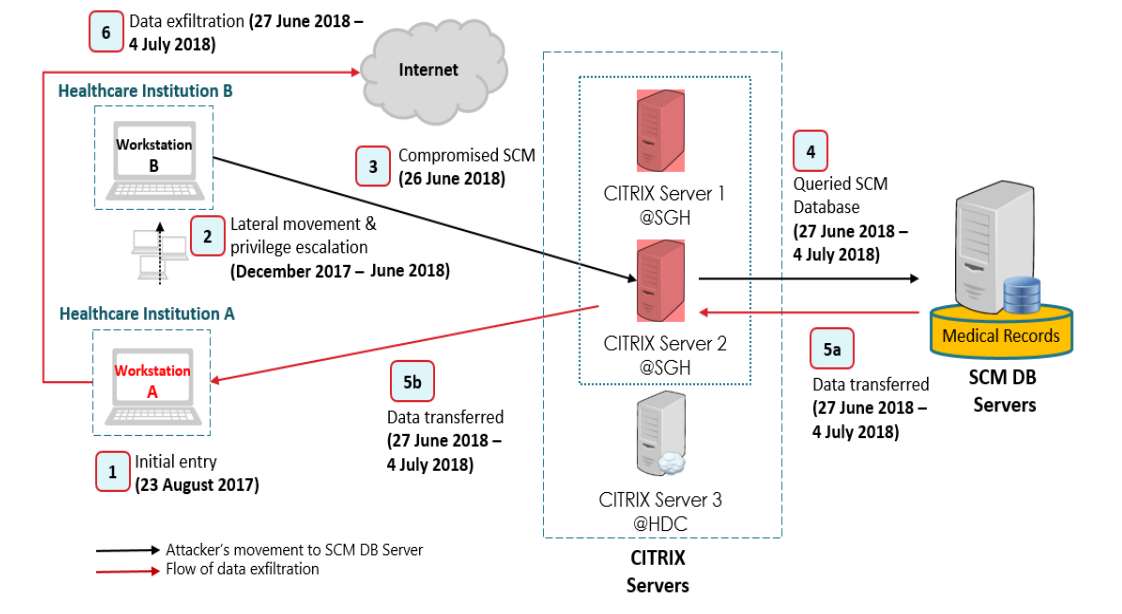 6
Data exfiltration (27 June 2018 –
4 July 2018)
Internet
Healthcare Institution B
Workstation
B
3
Compromised SCM
(26 June 2018)
2
Lateral movement &
privilege escalation
(December 2017 – June 2018)
Healthcare Institution A
Workstation
A
1
Initial entry
(23 August 2017)
5b
Data transferred
(27 June 2018 –
4 July 2018)
CITRIX Server 1
@SGH
CITRIX Server 2
@SGH
CITRIX Server 3
@HDC
CITRIX
Servers
4
Queried SCM
Database
(27 June 2018 –
4 July 2018)
5a
Data transferred
(27 June 2018 –
4 July 2018)
Medical Records
SCM DB
Servers
Attacker's movement to SCM DB Server
Flow of data exfiltration